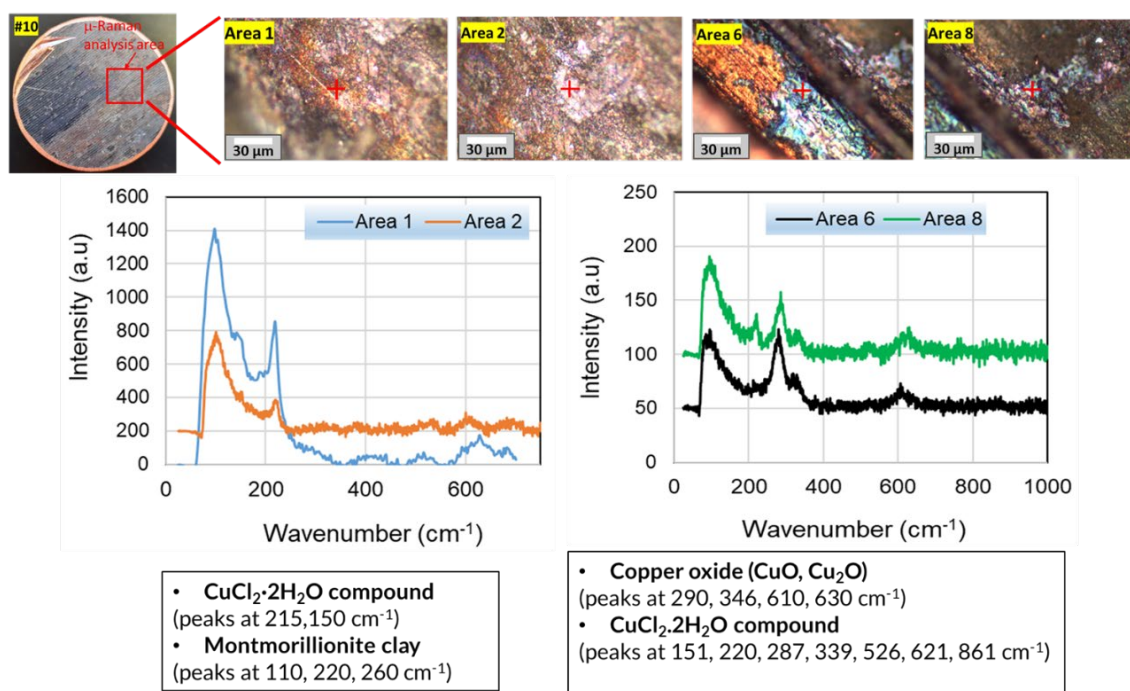 #10
μ-Raman
analysis area
Area 1
30 μm
Area 2
30 μm
Area 6
30 μm
Area 8
30 μm
1600
1400
1200
1000
800
600
400
200
0
0
200
400
600
Intensity (a.u)
Wavenumber (cm⁻¹)
Area 1
Area 2
250
200
150
100
50
0
0
200
400
600
800
1000
Intensity (a.u)
Wavenumber (cm⁻¹)
Area 6
Area 8
• CuCl₂·2H₂O compound
(peaks at 215,150 cm⁻¹)
• Montmorillionite clay
(peaks at 110, 220, 260 cm⁻¹)
• Copper oxide (CuO, Cu₂O)
(peaks at 290, 346, 610, 630 cm⁻¹)
• CuCl₂.2H₂O compound
(peaks at 151, 220, 287, 339, 526, 621, 861 cm⁻¹)